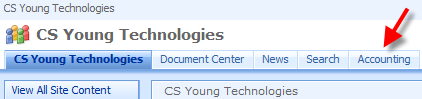 CS Young Technologies
CS Young Technologies
CS Young Technologies Document Center News Search Accounting
View All Site Content CS Young Technologies